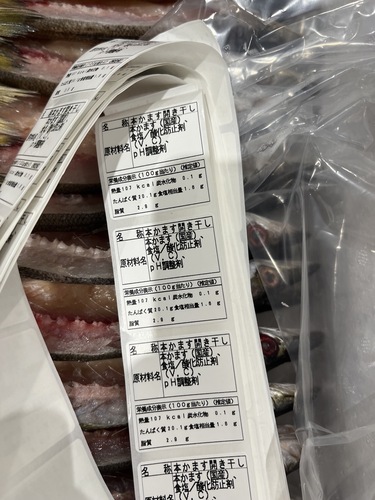 名 称 本かます開き干し
原材料名 本かます(国産)、
食塩/酸化防止剤
(V.C)、
pH調整剤
栄養成分表示(100g当たり)(推定値)
熱量107kcal 炭水化物 0.1g
たんぱく質20.1g 食塩相当量1.5g
脂質 2.8 g
名 称 本かます開き干し
原材料名 本かます(国産)、
食塩/酸化防止剤
(V.C)、
pH調整剤
栄養成分表示(100g当たり)(推定値)
熱量107kcal 炭水化物 0.1g
たんぱく質20.1g 食塩相当量1.5g
脂質 2.8 g
名 称 本かます開き干し
原材料名 本かます(国産)、
食塩/酸化防止剤
(V.C)、
pH調整剤
栄養成分表示(100g当たり)(推定値)
熱量107kcal 炭水化物 0.1g
たんぱく質20.1g 食塩相当量1.5g
脂質 2.8 g
名 称 本かます開き干し
本かます(国産)、
食塩/酸化防止剤
(V.C)、